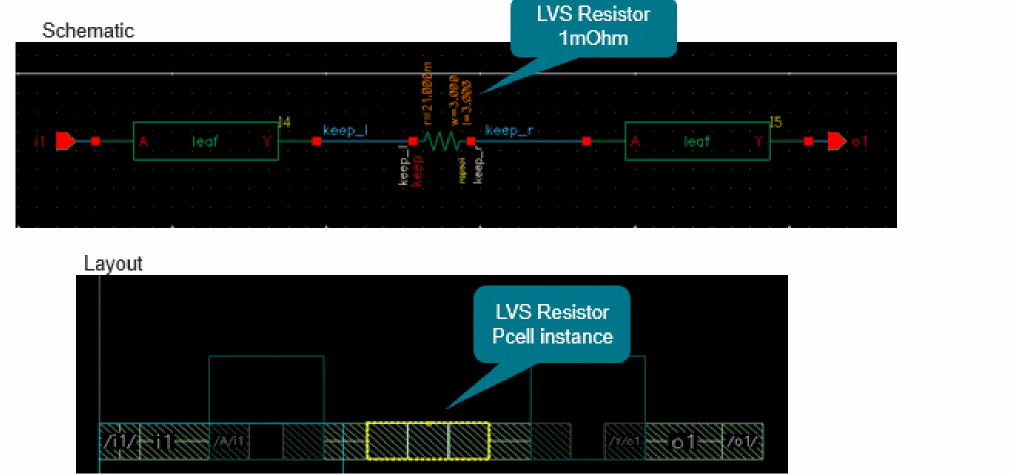 Schematic
LVS Resistor
1mOhm
r=21.000m
w=3.000
l=3.000
i1
A
leaf
Y
I4
keep_l
keep_l
keep
keep_r
keep_r
A
leaf
Y
I5
o1
Layout
LVS Resistor
Pcell instance
/i1/
i1
/A/i1
/Y/o1
o1
/o1/